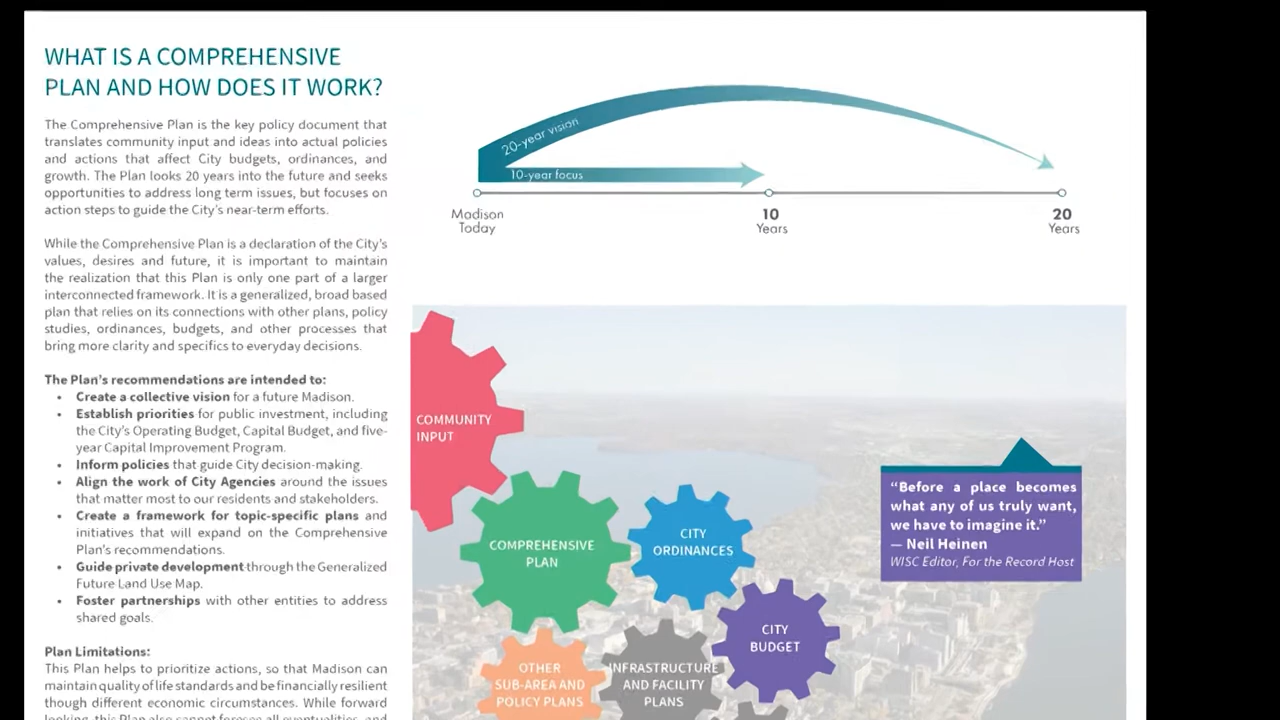 WHAT IS A COMPREHENSIVE
PLAN AND HOW DOES IT WORK?
The Comprehensive Plan is the key policy document that
translates community input and ideas into actual policies
and actions that affect City budgets, ordinances, and
growth. The Plan looks 20 years into the future and seeks
opportunities to address long term issues, but focuses on
action steps to guide the City's near-term efforts.
While the Comprehensive Plan is a declaration of the City's
values, desires and future, it is important to maintain
the realization that this Plan is only one part of a larger
interconnected framework. It is a generalized, broad based
plan that relies on its connections with other plans, policy
studies, ordinances, budgets, and other processes that
bring more clarity and specifics to everyday decisions.
The Plan's recommendations are intended to:
• Create a collective vision for a future Madison.
• Establish priorities for public investment, including
the City's Operating Budget, Capital Budget, and five-
year Capital Improvement Program.
• Inform policies that guide City decision-making.
• Align the work of City Agencies around the issues
that matter most to our residents and stakeholders.
• Create a framework for topic-specific plans and
initiatives that will expand on the Comprehensive
Plan's recommendations.
• Guide private development through the Generalized
Future Land Use Map.
• Foster partnerships with other entities to address
shared goals.
Plan Limitations:
This Plan helps to prioritize actions, so that Madison can
maintain quality of life standards and be financially resilient
though different economic circumstances. While forward
looking, this Plan also cannot foresee all eventualities, and
20-year vision
10-year focus
Madison
Today
10
Years
20
Years
COMMUNITY
INPUT
COMPREHENSIVE
PLAN
CITY
ORDINANCES
CITY
BUDGET
OTHER
SUB-AREA AND
POLICY PLANS
INFRASTRUCTURE
AND FACILITY
PLANS
"Before a place becomes
what any of us truly want,
we have to imagine it."
— Neil Heinen
WISC Editor, For the Record Host